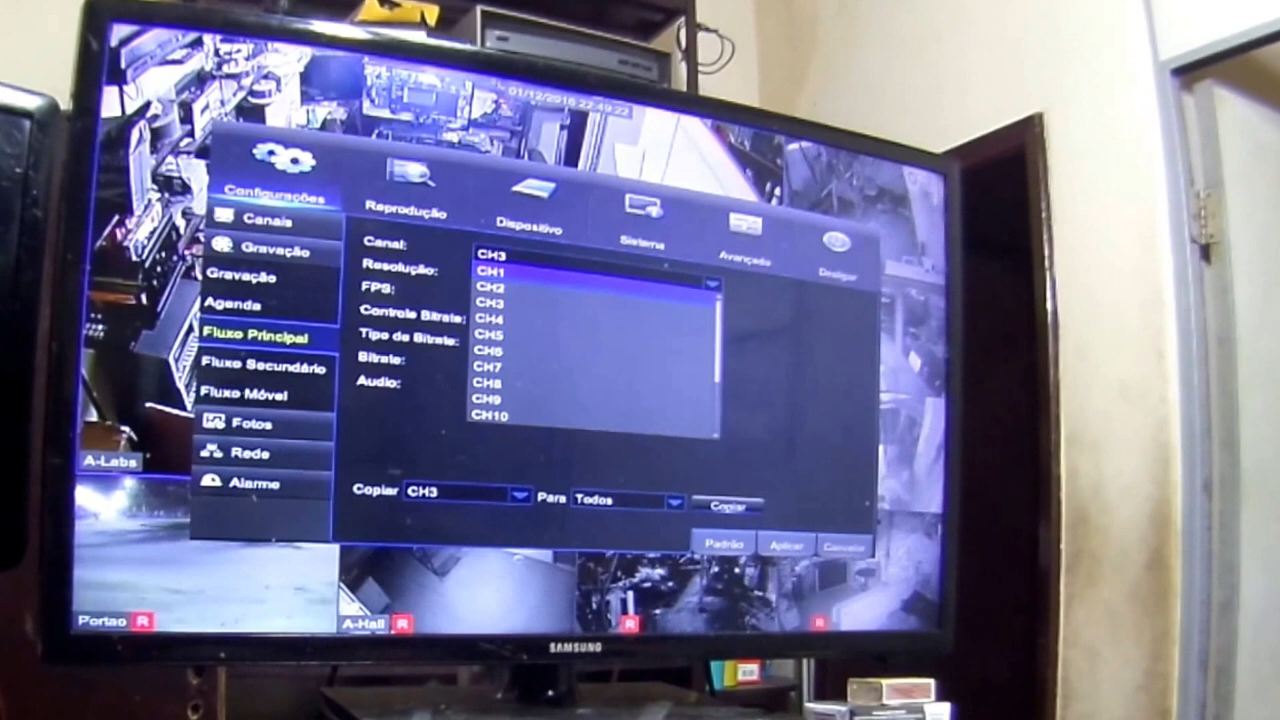 01/12/2016 22:49:22
Configurações
Reprodução
Dispositivo
Sistema
Avançado
Desligar
Canais
Gravação
Gravação
Agenda
Fluxo Principal
Fluxo Secundário
Fluxo Móvel
Fotos
Rede
Alarme
Canal:
Resolução:
FPS:
Controle Bitrate:
Tipo de Bitrate:
Bitrate:
Audio:
CH3
CH1
CH2
CH3
CH4
CH5
CH6
CH7
CH8
CH9
CH10
Copiar CH3 Para Todos Copiar
Padrão Aplicar Cancelar
A-Labs
Portao R
A-Hall R
R
R
SAMSUNG